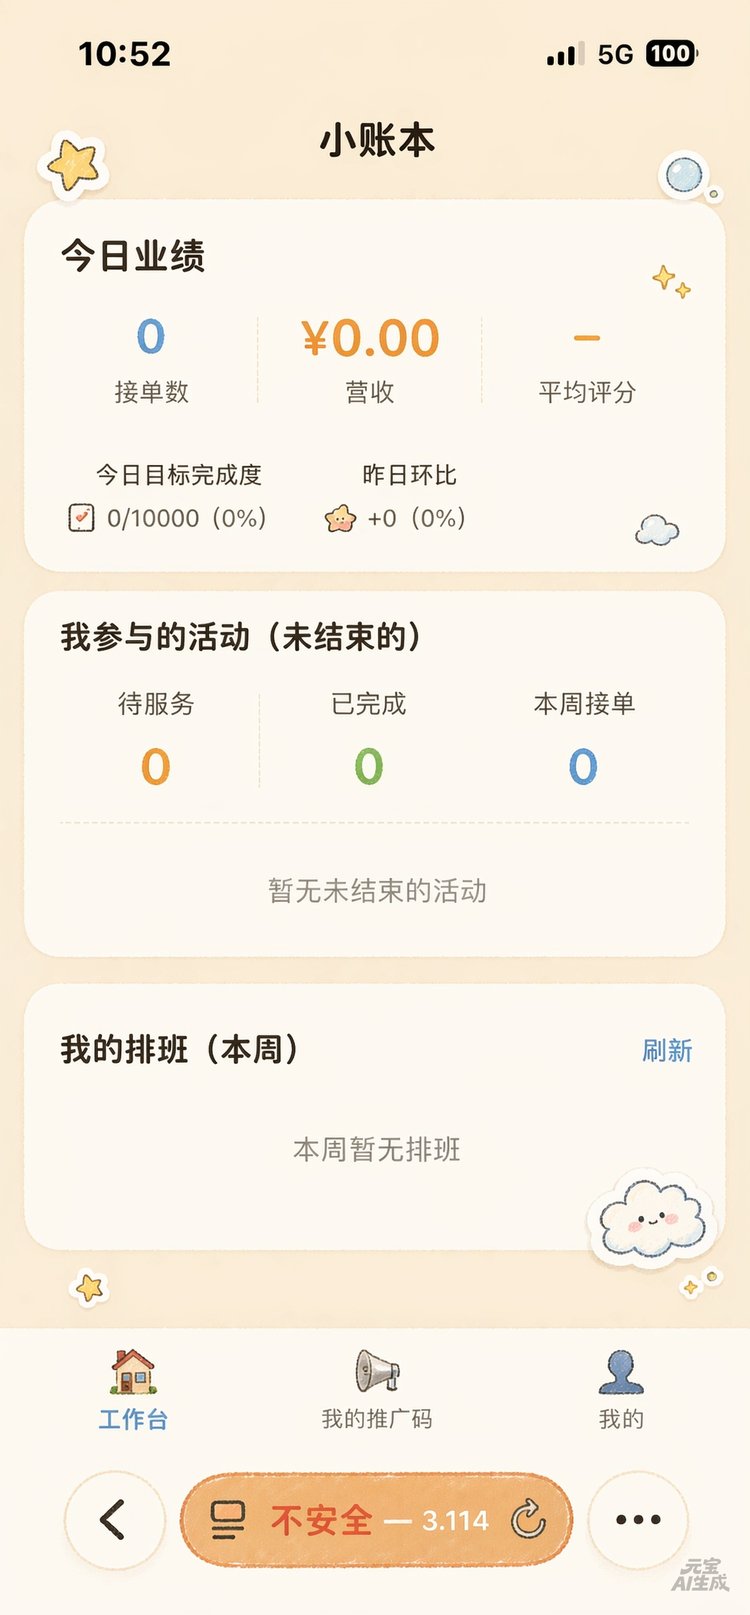 10:52 5G 100
小账本
今日业绩
0 ¥0.00 –
接单数 营收 平均评分
今日目标完成度 昨日环比
0/10000（0%） +0（0%）
我参与的活动（未结束的）
待服务 已完成 本周接单
0 0 0
暂无未结束的活动
我的排班（本周） 刷新
本周暂无排班
工作台 我的推广码 我的
不安全 — 3.114
元宝
AI生成